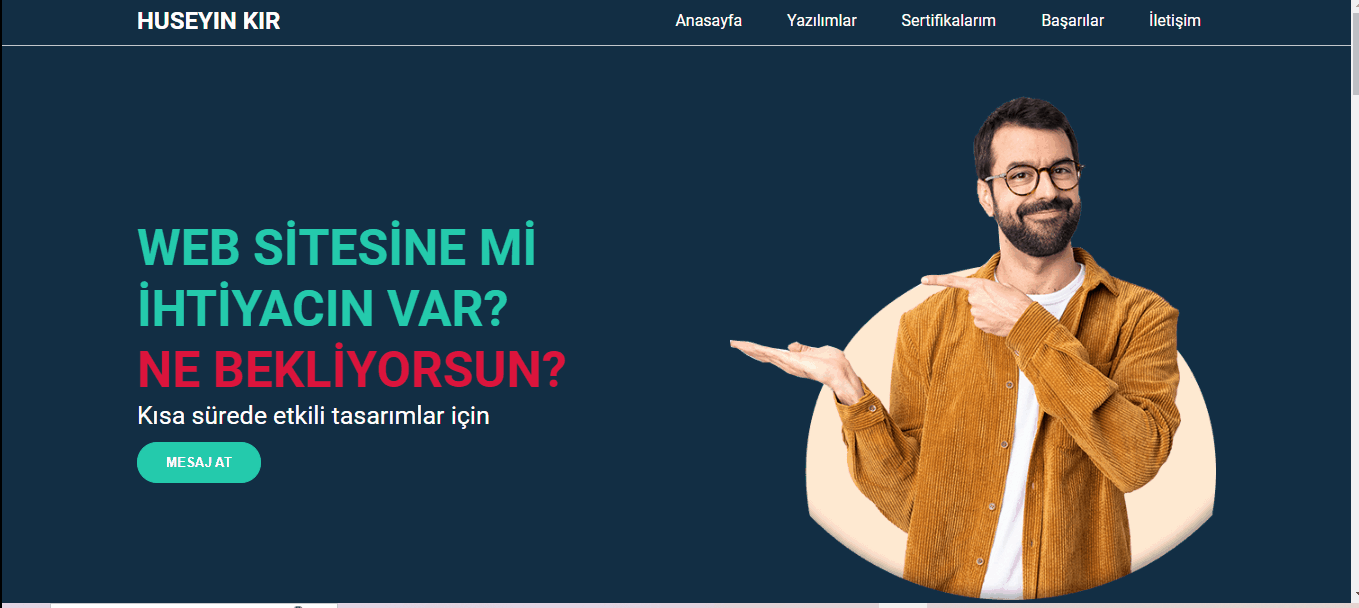 HUSEYIN KIR
Anasayfa Yazılımlar Sertifikalarım Başarılar İletişim
WEB SİTESİNE Mİ
İHTİYACIN VAR?
NE BEKLİYORSUN?
Kısa sürede etkili tasarımlar için
MESAJ AT